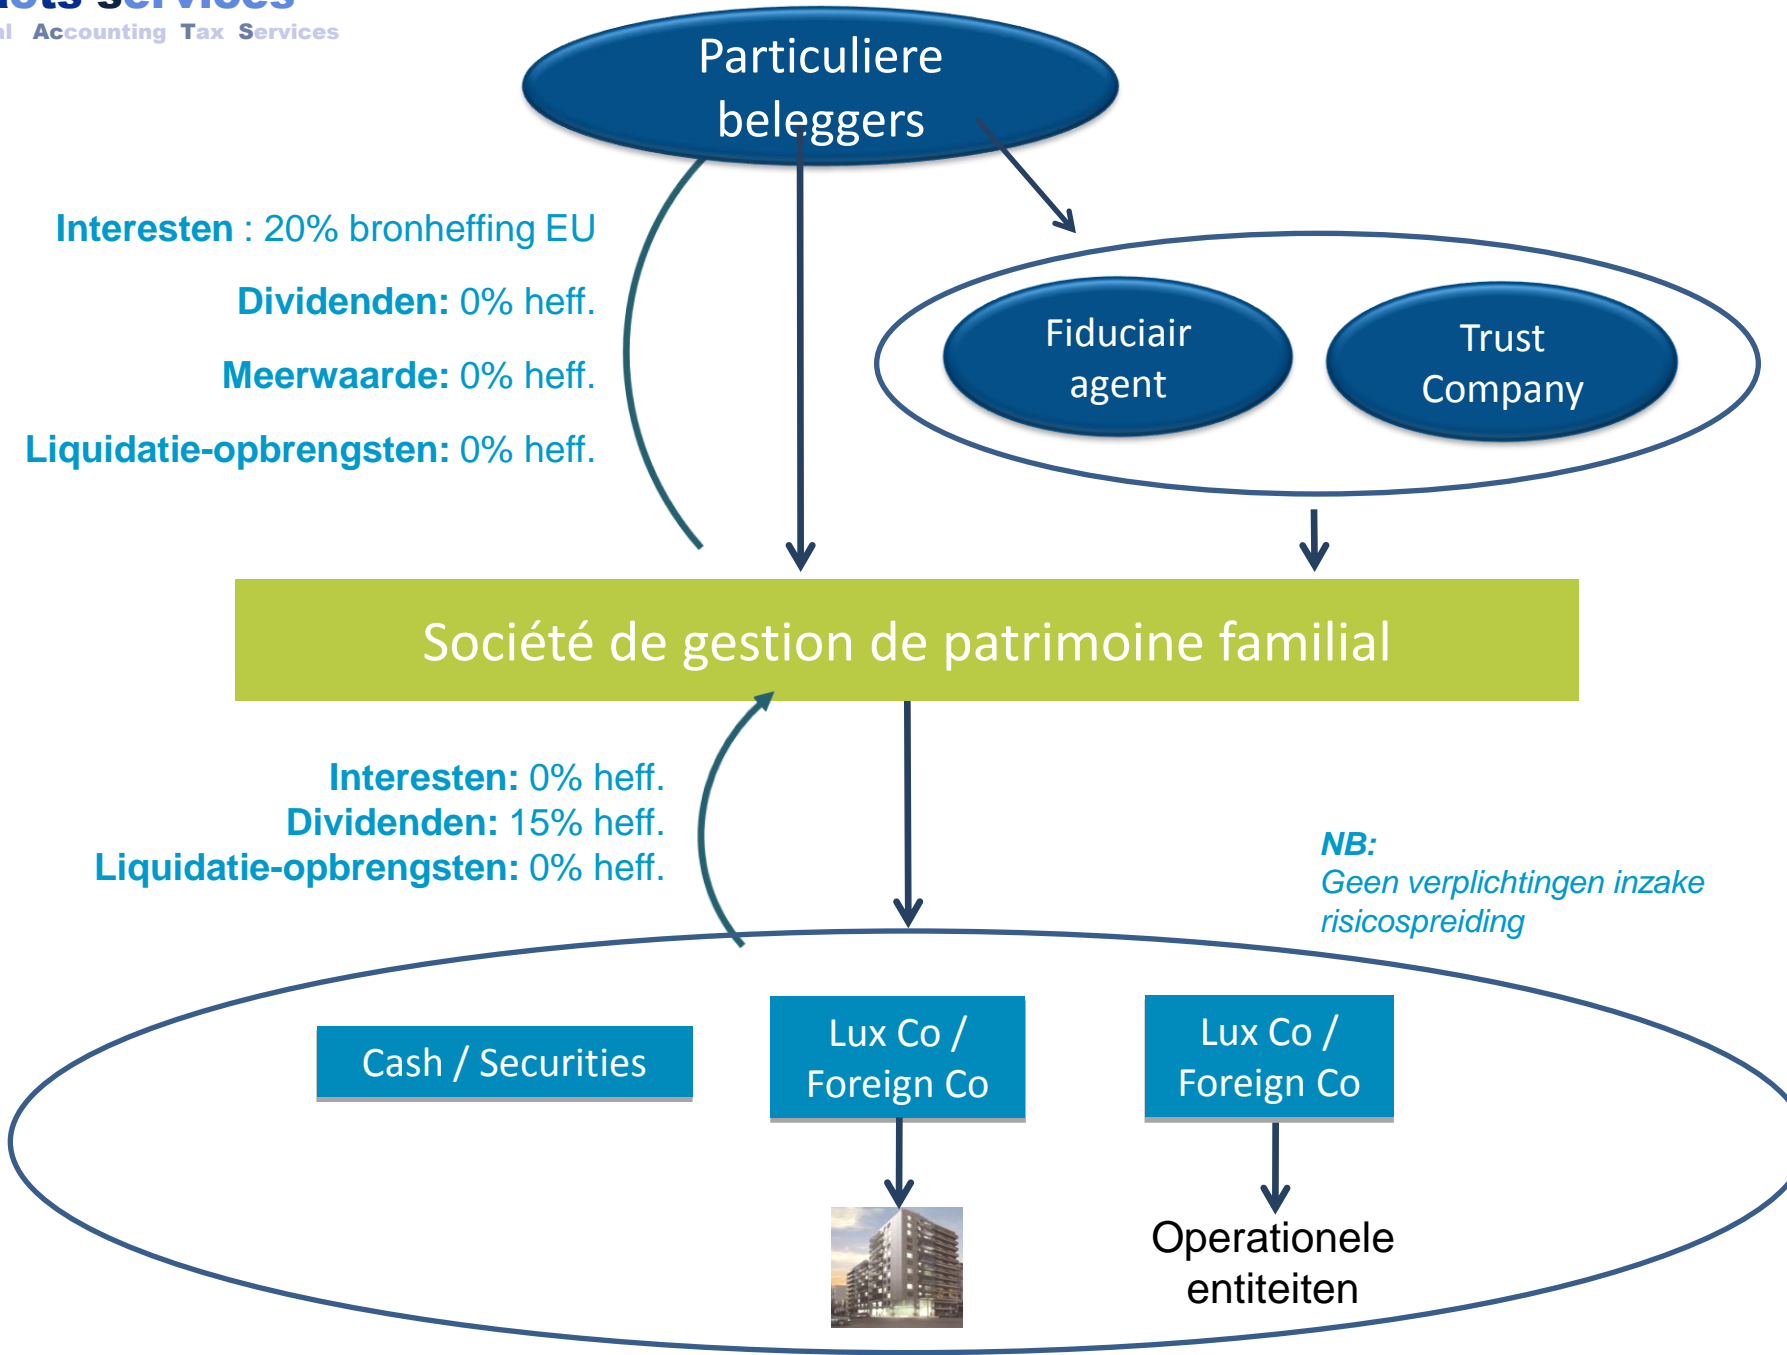 services
Accounting Tax Services
Particuliere
beleggers
Interesten : 20% bronheffing EU
Dividenden: 0% heff.
Meerwaarde: 0% heff.
Liquidatie-opbrengsten: 0% heff.
Fiduciair
agent
Trust
Company
Société de gestion de patrimoine familial
Interesten: 0% heff.
Dividenden: 15% heff.
Liquidatie-opbrengsten: 0% heff.
NB:
Geen verplichtingen inzake
risicospreiding
Cash / Securities
Lux Co /
Foreign Co
Lux Co /
Foreign Co
Operationele
entiteiten